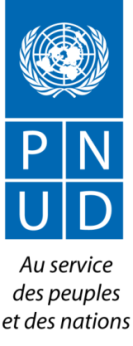 P N
U D
Au service
des peuples
et des nations